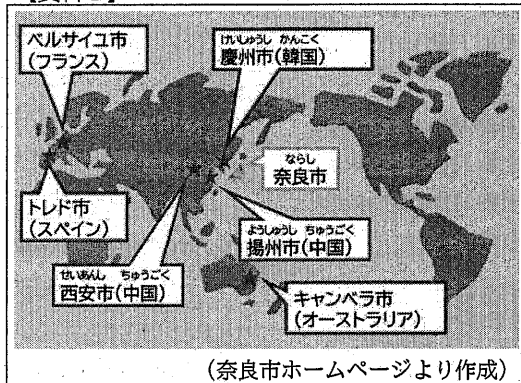 ベルサイユ市
(フランス)
けいしゅうし かんこく
慶州市(韓国)
ならし
奈良市
トレド市
(スペイン)
ようしゅうし ちゅうごく
揚州市(中国)
せいあんし ちゅうごく
西安市(中国)
キャンベラ市
(オーストラリア)
(奈良市ホームページより作成)